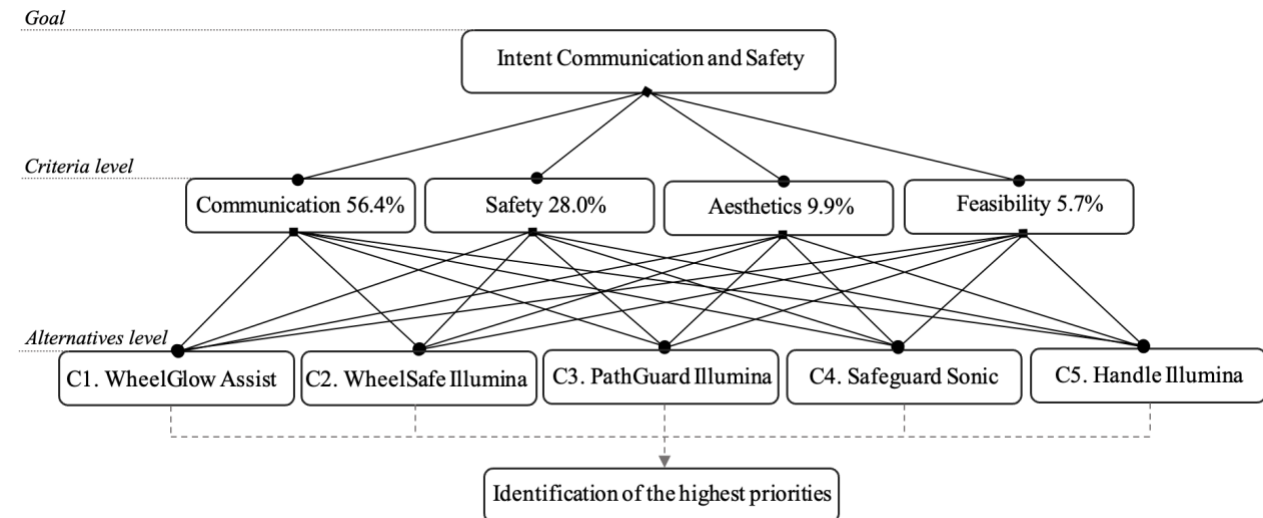 Goal
Intent Communication and Safety
Criteria level
Communication 56.4%
Safety 28.0%
Aesthetics 9.9%
Feasibility 5.7%
Alternatives level
C1. WheelGlow Assist
C2. WheelSafe Illumina
C3. PathGuard Illumina
C4. Safeguard Sonic
C5. Handle Illumina
Identification of the highest priorities